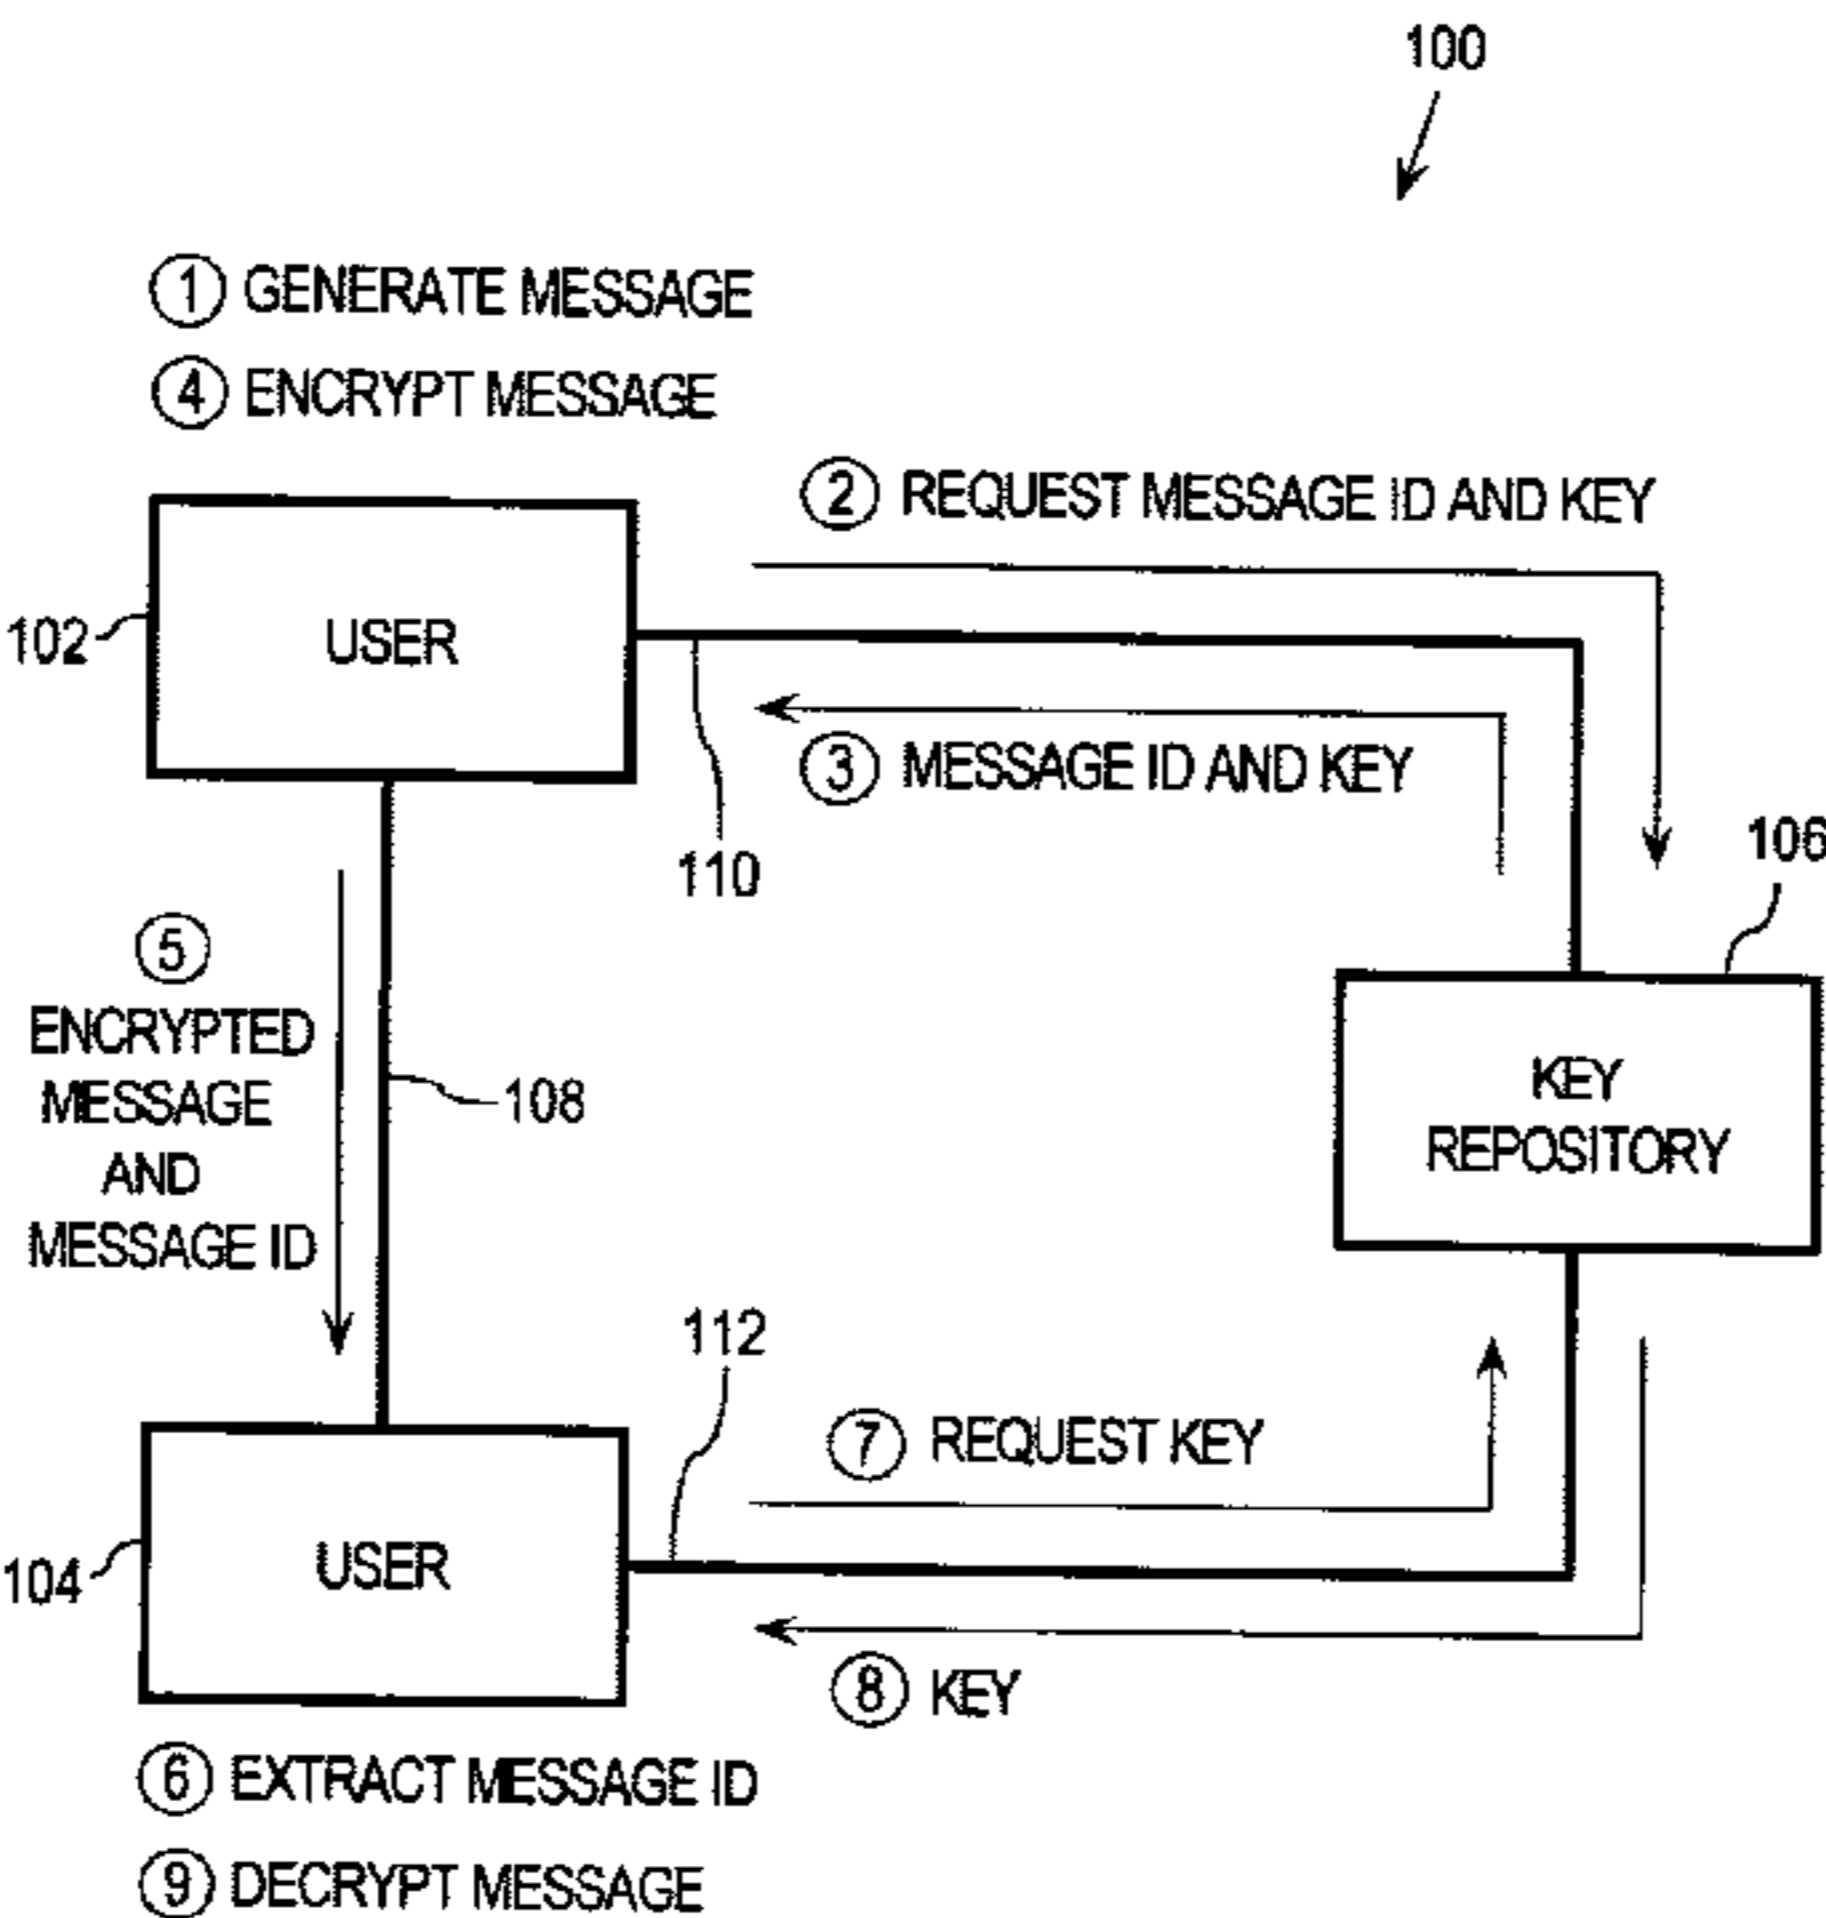 100
① GENERATE MESSAGE
④ ENCRYPT MESSAGE
② REQUEST MESSAGE ID AND KEY
102
USER
③ MESSAGE ID AND KEY
110
106
⑤
ENCRYPTED
MESSAGE
AND
MESSAGE ID
108
KEY
REPOSITORY
112
⑦ REQUEST KEY
104
USER
⑧ KEY
⑥ EXTRACT MESSAGE ID
⑨ DECRYPT MESSAGE